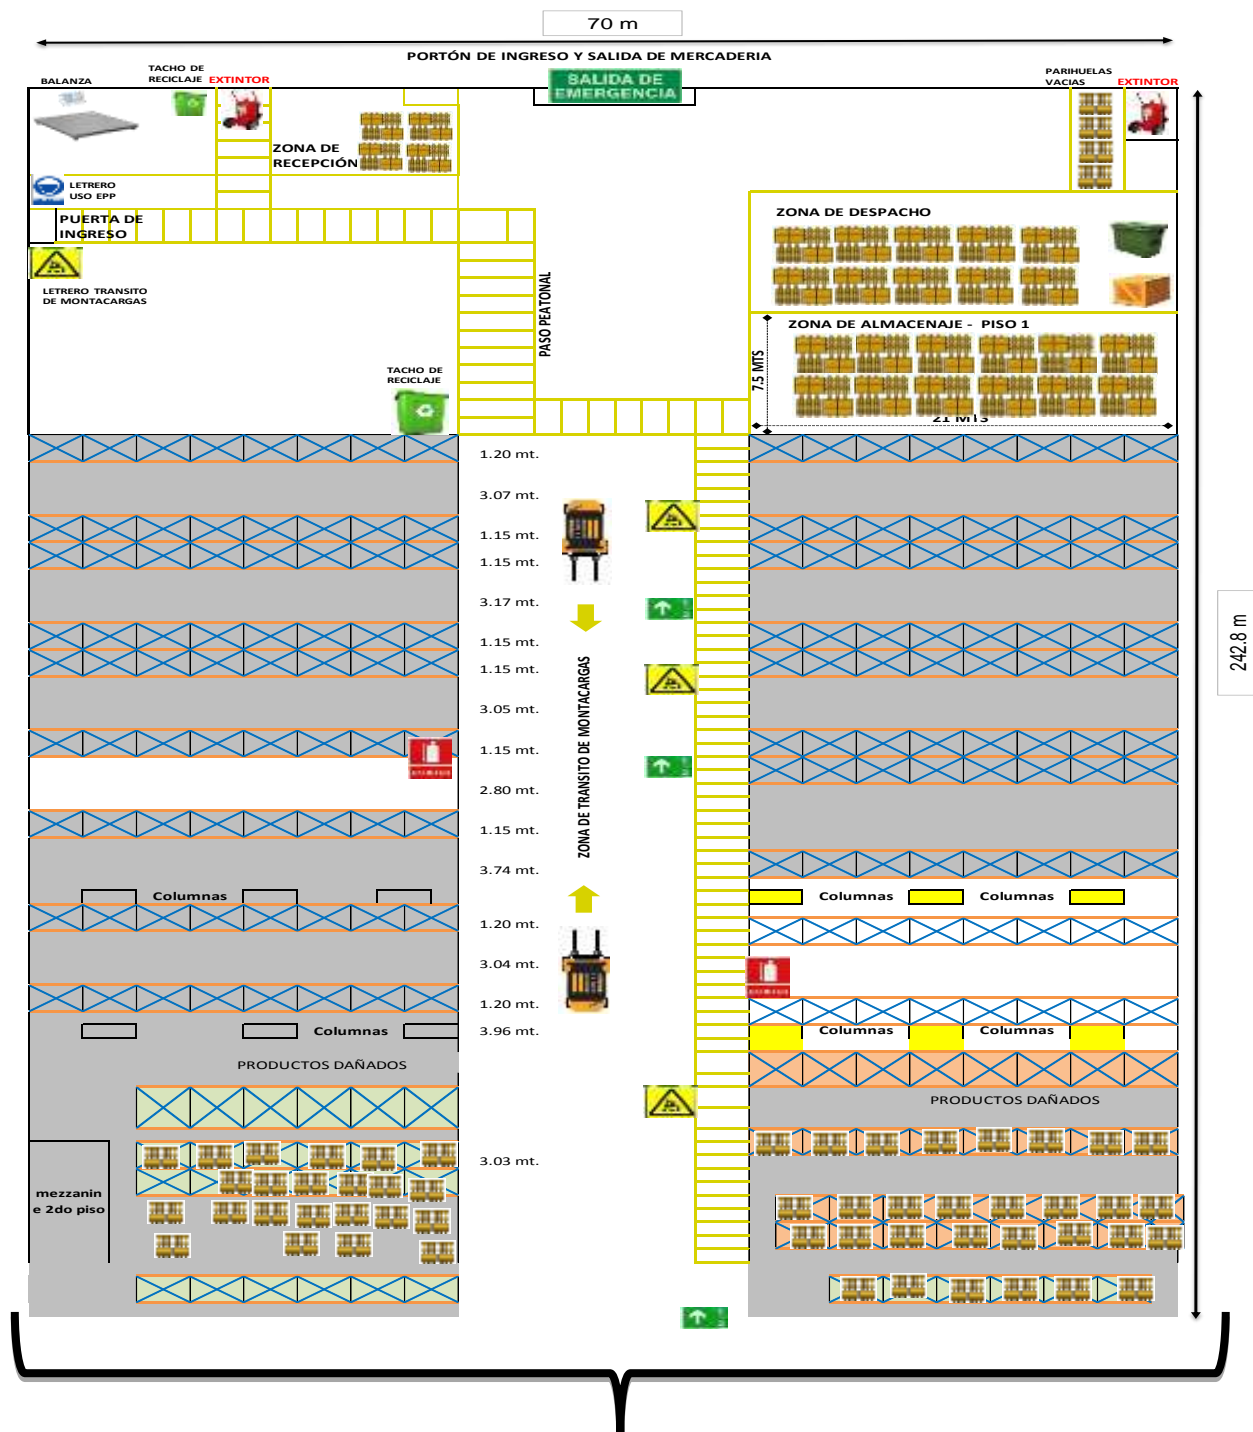 70 m
PORTÓN DE INGRESO Y SALIDA DE MERCADERIA
SALIDA DE
EMERGENCIA
BALANZA
TACHO DE
RECICLAJE
EXTINTOR
PARIHUELAS
VACIAS
EXTINTOR
ZONA DE
RECEPCIÓN
LETRERO
USO EPP
PUERTA DE
INGRESO
LETRERO TRANSITO
DE MONTACARGAS
PASO PEATONAL
ZONA DE DESPACHO
ZONA DE ALMACENAJE - PISO 1
7.5 MTS
21 MTS
TACHO DE
RECICLAJE
1.20 mt.
3.07 mt.
1.15 mt.
1.15 mt.
3.17 mt.
1.15 mt.
1.15 mt.
3.05 mt.
1.15 mt.
2.80 mt.
1.15 mt.
3.74 mt.
1.20 mt.
3.04 mt.
1.20 mt.
3.96 mt.
3.03 mt.
ZONA DE TRANSITO DE MONTACARGAS
242.8 m
Columnas
Columnas
Columnas
Columnas
Columnas
Columnas
PRODUCTOS DAÑADOS
PRODUCTOS DAÑADOS
mezzanin
e 2do piso